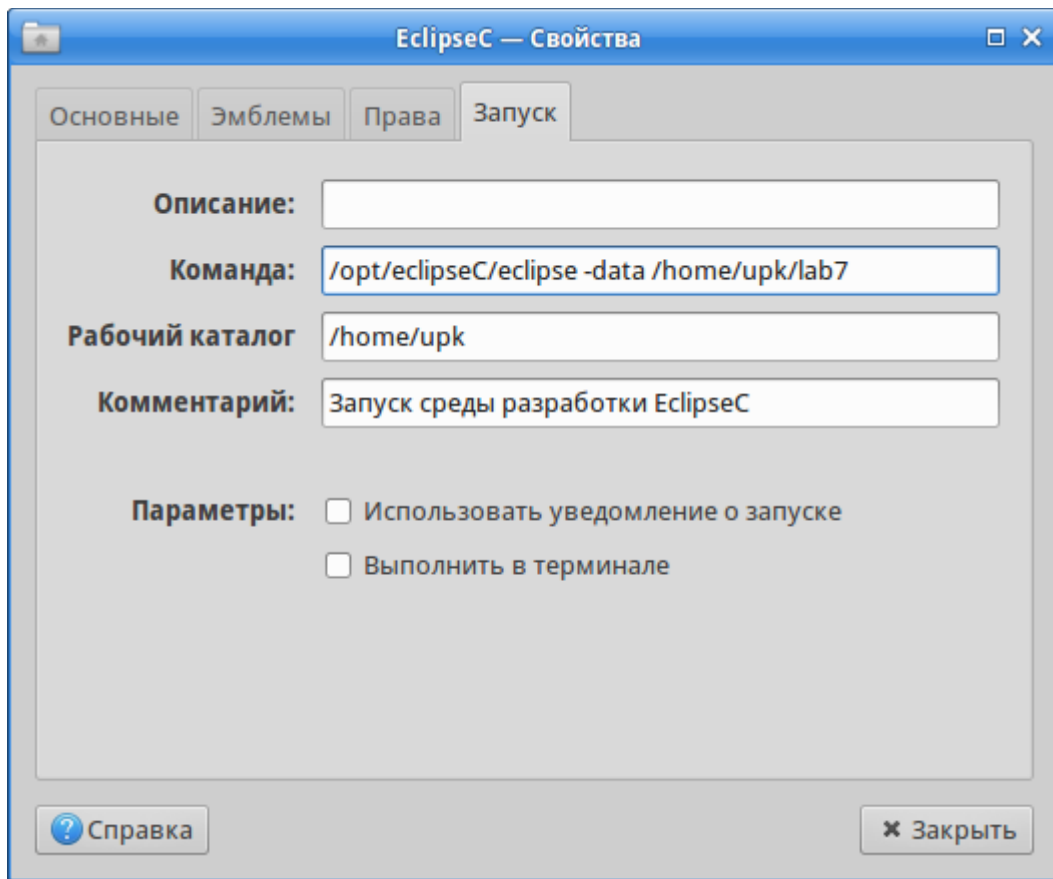 EclipseC — Свойства
Основные Эмблемы Права Запуск
Описание:
Команда: /opt/eclipseC/eclipse -data /home/upk/lab7
Рабочий каталог /home/upk
Комментарий: Запуск среды разработки EclipseC
Параметры: Использовать уведомление о запуске
Выполнить в терминале
Справка Закрыть